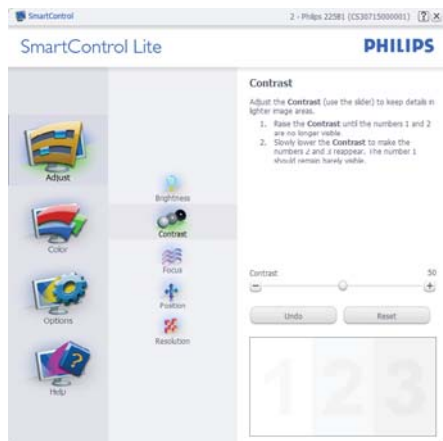 SmartControl
2 - Philips 225B1 (CS30715000001)
SmartControl Lite
PHILIPS
Adjust
Color
Options
Help
Brightness
Contrast
Focus
Position
Resolution
Contrast
Adjust the Contrast (use the slider) to keep details in
lighter image areas.
1. Raise the Contrast until the numbers 1 and 2
are no longer visible.
2. Slowly lower the Contrast to make the
numbers 2 and 3 reappear. The number 1
should remain barely visible.
Contrast 50
Undo Reset
1 2 3